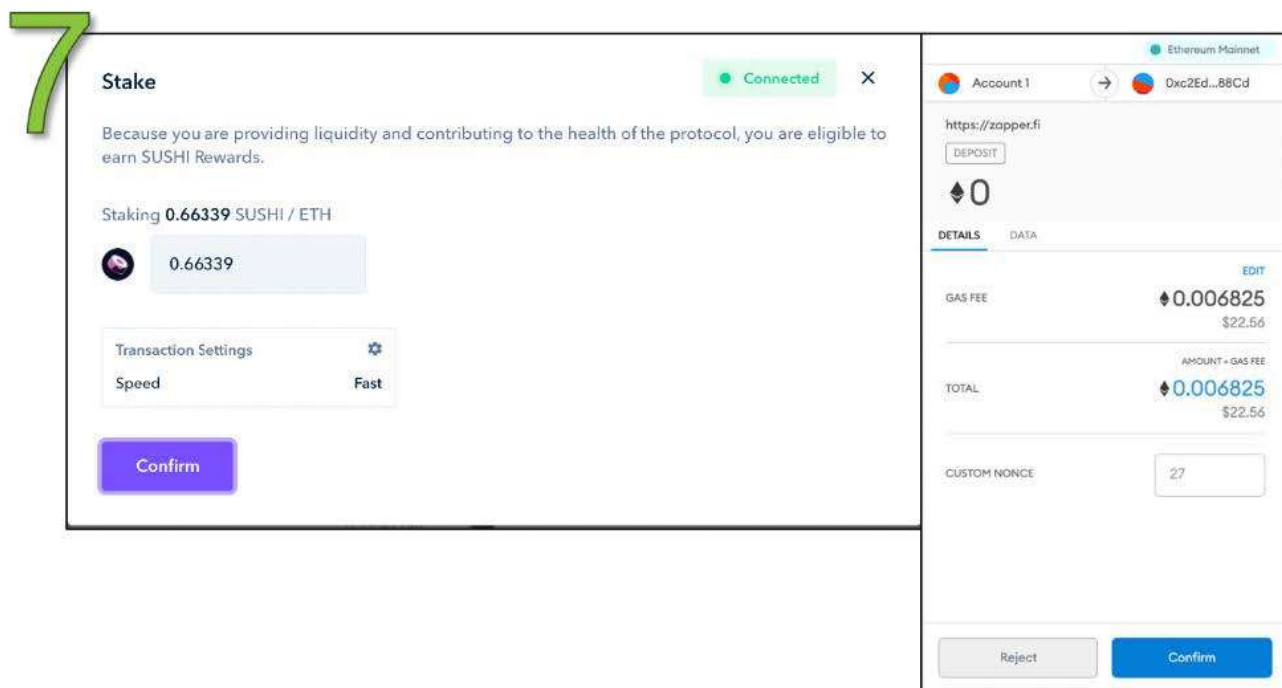 7
Stake
Connected
Because you are providing liquidity and contributing to the health of the protocol, you are eligible to
earn SUSHI Rewards.
Staking 0.66339 SUSHI / ETH
0.66339
Transaction Settings
Speed Fast
Confirm
Ethereum Mainnet
Account 1 0xc2Ed...88Cd
https://zapper.fi
DEPOSIT
0
DETAILS DATA
EDIT
GAS FEE 0.006825
$22.56
AMOUNT + GAS FEE
TOTAL 0.006825
$22.56
CUSTOM NONCE 27
Reject Confirm